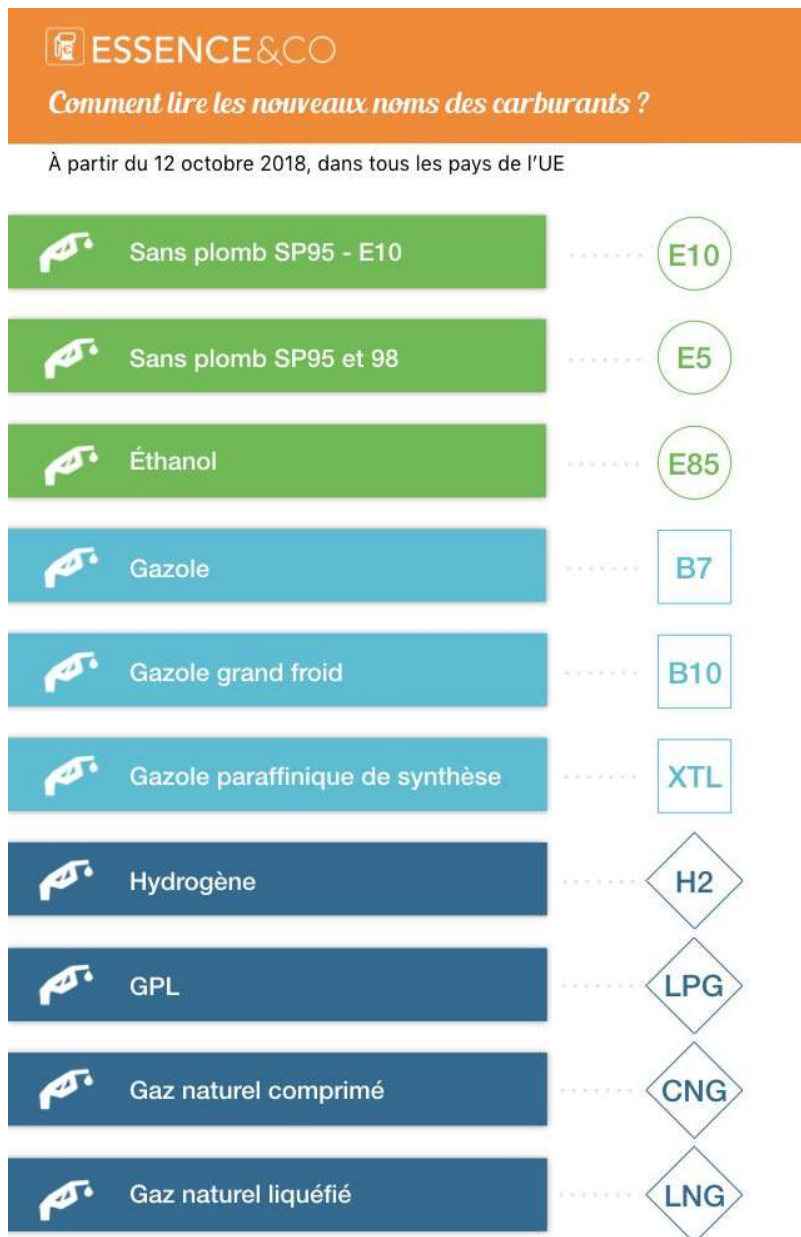 ESSENCE&CO
Comment lire les nouveaux noms des carburants ?
À partir du 12 octobre 2018, dans tous les pays de l'UE
Sans plomb SP95 - E10 E10
Sans plomb SP95 et 98 E5
Éthanol E85
Gazole B7
Gazole grand froid B10
Gazole paraffinique de synthèse XTL
Hydrogène H2
GPL LPG
Gaz naturel comprimé CNG
Gaz naturel liquéfié LNG